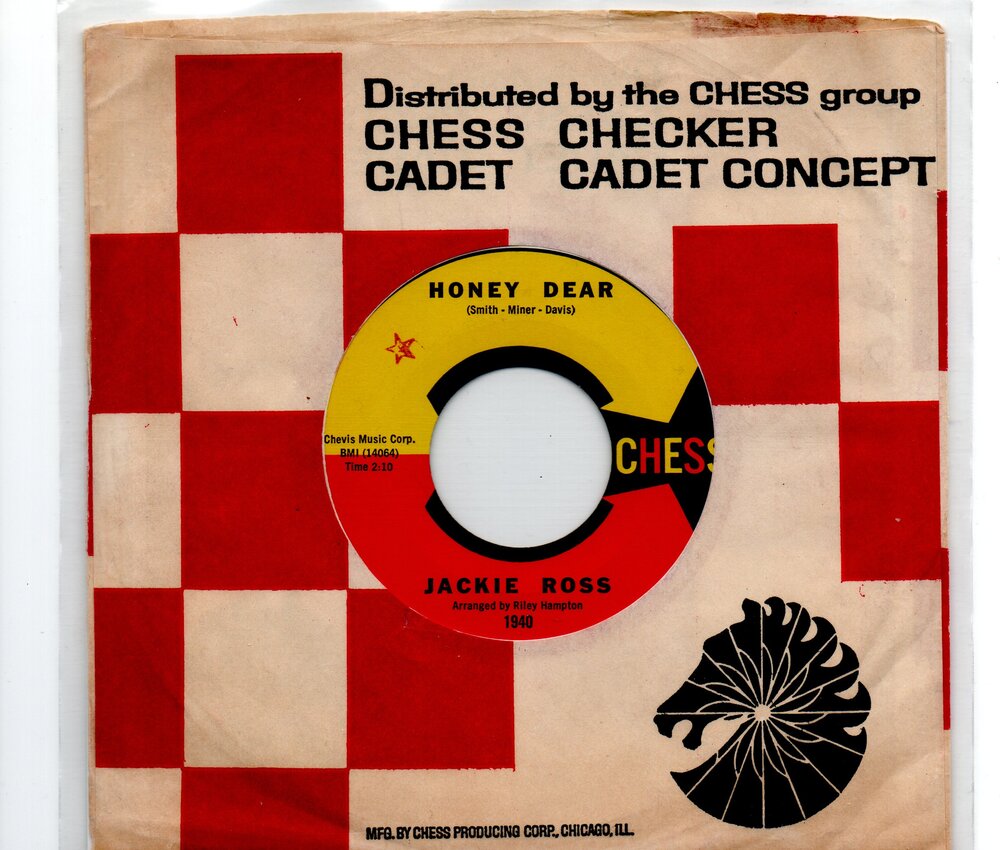 Distributed by the CHESS group
CHESS CHECKER
CADET CADET CONCEPT
HONEY DEAR
(Smith - Miner - Davis)
Chevis Music Corp.
BMI (14064)
Time 2:10
CHESS
JACKIE ROSS
Arranged by Riley Hampton
1940
MFG. BY CHESS PRODUCING CORP., CHICAGO, ILL.